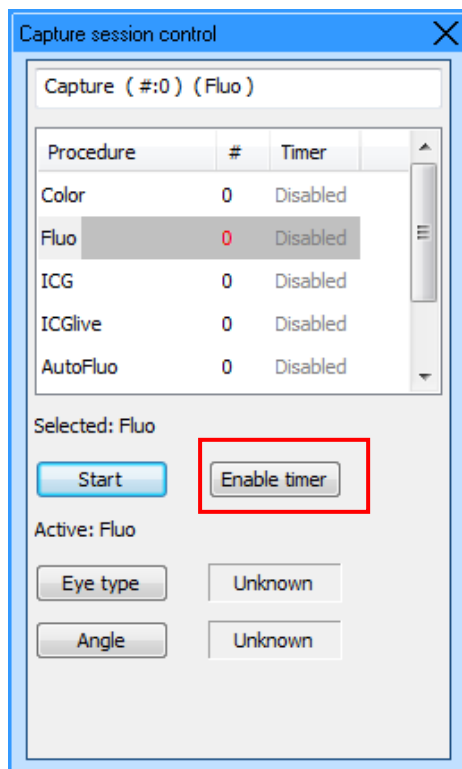 Capture session control
Capture ( #:0 ) ( Fluo )
Procedure # Timer
Color 0 Disabled
Fluo 0 Disabled
ICG 0 Disabled
ICGlive 0 Disabled
AutoFluo 0 Disabled
Selected: Fluo
Start Enable timer
Active: Fluo
Eye type Unknown
Angle Unknown